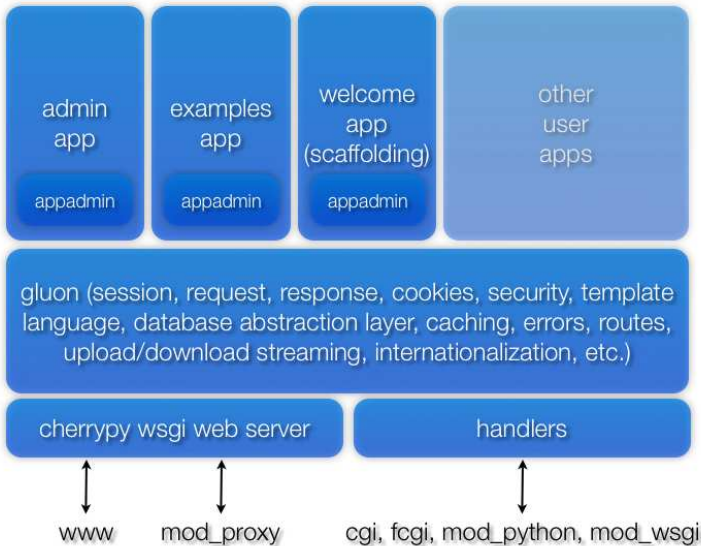 admin
app
appadmin
examples
app
appadmin
welcome
app
(scaffolding)
appadmin
other
user
apps
gluon (session, request, response, cookies, security, template
language, database abstraction layer, caching, errors, routes,
upload/download streaming, internationalization, etc.)
cherrypy wsgi web server
handlers
www
mod_proxy
cgi, fcgi, mod_python, mod_wsgi